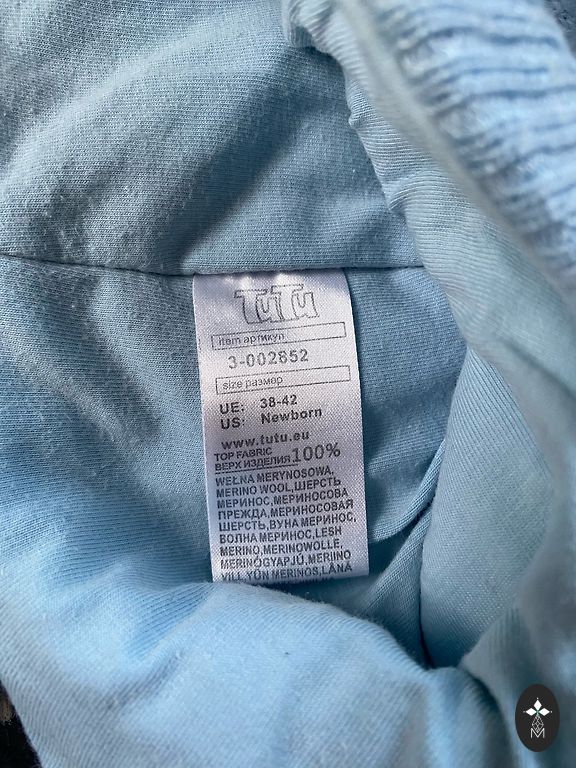 TuTu
item артикул
3-002852
size размер
UE: 38-42
US: Newborn
www.tutu.eu
TOP FABRIC
ВЕРХ ИЗДЕЛИЯ 100%
WEŁNA MERYNOSOWA,
MERINO WOOL,ШЕРСТЬ
МЕРИНОС,МЕРИНОСОВА
ПРЕЖДА,МЕРИНОСОВАЯ
ШЕРСТЬ,ВУНА МЕРИНОС,
ВОЛНА МЕРИНОС,LESH
MERINO,MERINOWOLLE,
MERINÓGYAPJÚ,MERIINO
VILL,YÜN MERINOS,LÂNĂ
M